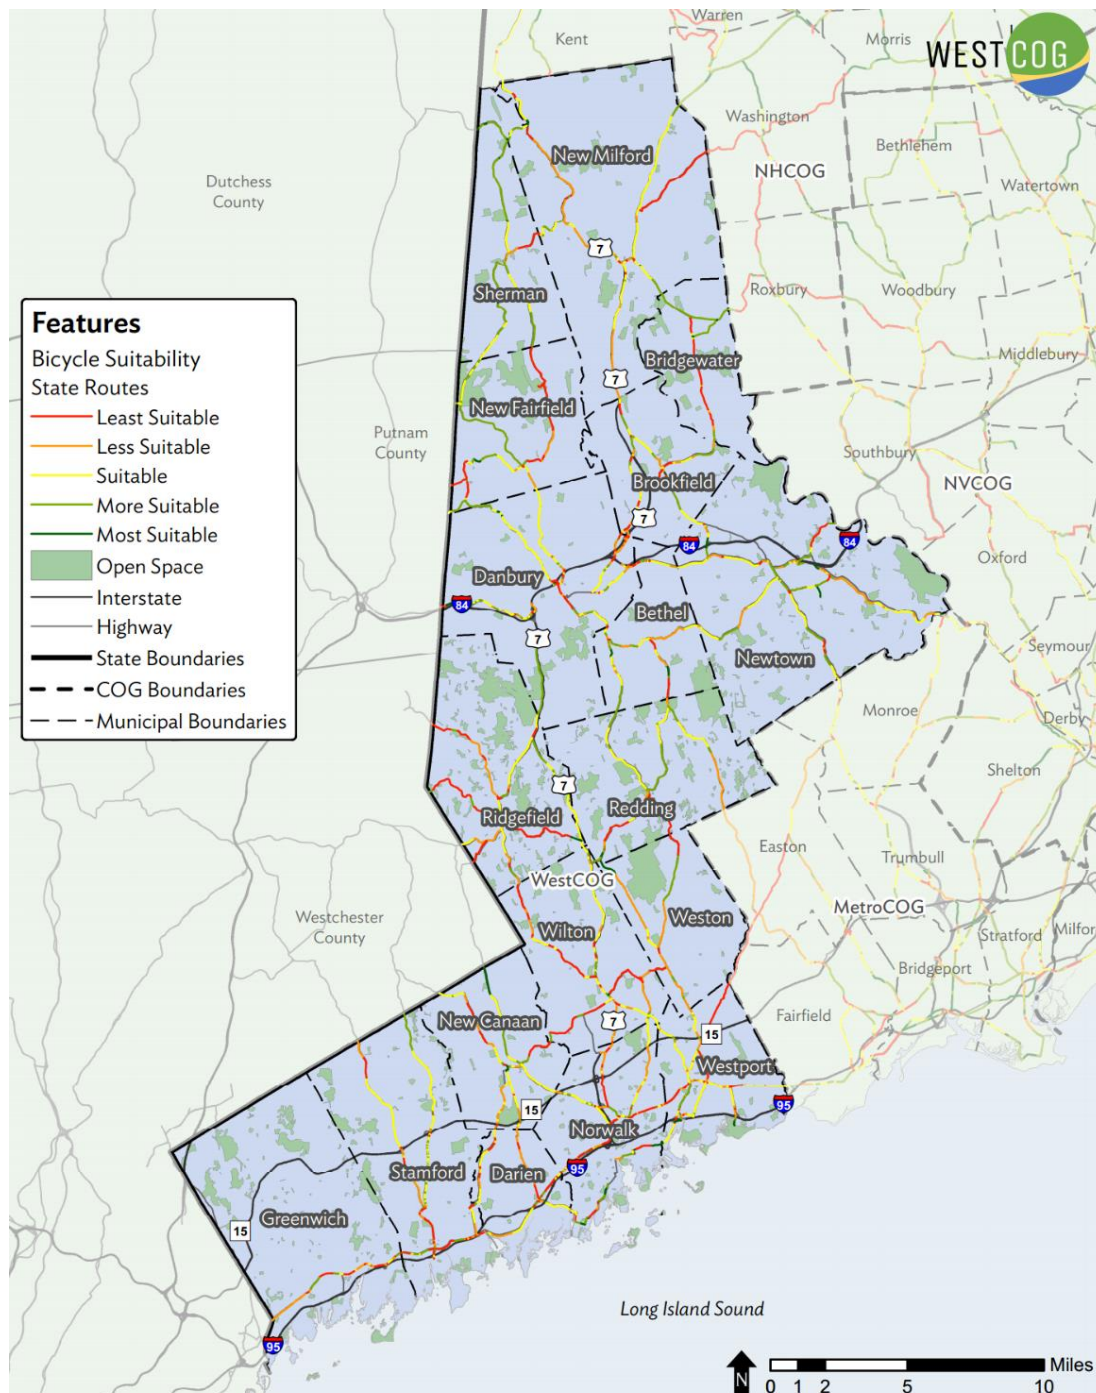 Warren
Kent
Morris
WESTCOG
Washington
Bethlehem
New Milford
NHCOG
Dutchess
County
Watertown
7
Sherman
Roxbury
Woodbury
Features
Bicycle Suitability
State Routes
Least Suitable
Less Suitable
Suitable
More Suitable
Most Suitable
Open Space
Interstate
Highway
State Boundaries
COG Boundaries
Municipal Boundaries
Middlebury
Bridgewater
7
New Fairfield
Putnam
County
Southbury
Brookfield
NVCOG
7
84
84
Oxford
Danbury
84
Bethel
7
Newtown
Seymour
Monroe
Derby
Shelton
7
Redding
Ridgefield
Easton
Trumbull
WestCOG
MetroCOG
Westchester
County
Weston
Wilton
Stratford
Milfor
Bridgeport
New Canaan
7
15
Fairfield
Westport
15
95
Norwalk
95
Stamford
Darien
Greenwich
15
Long Island Sound
95
N
Miles
0 1 2 5 10